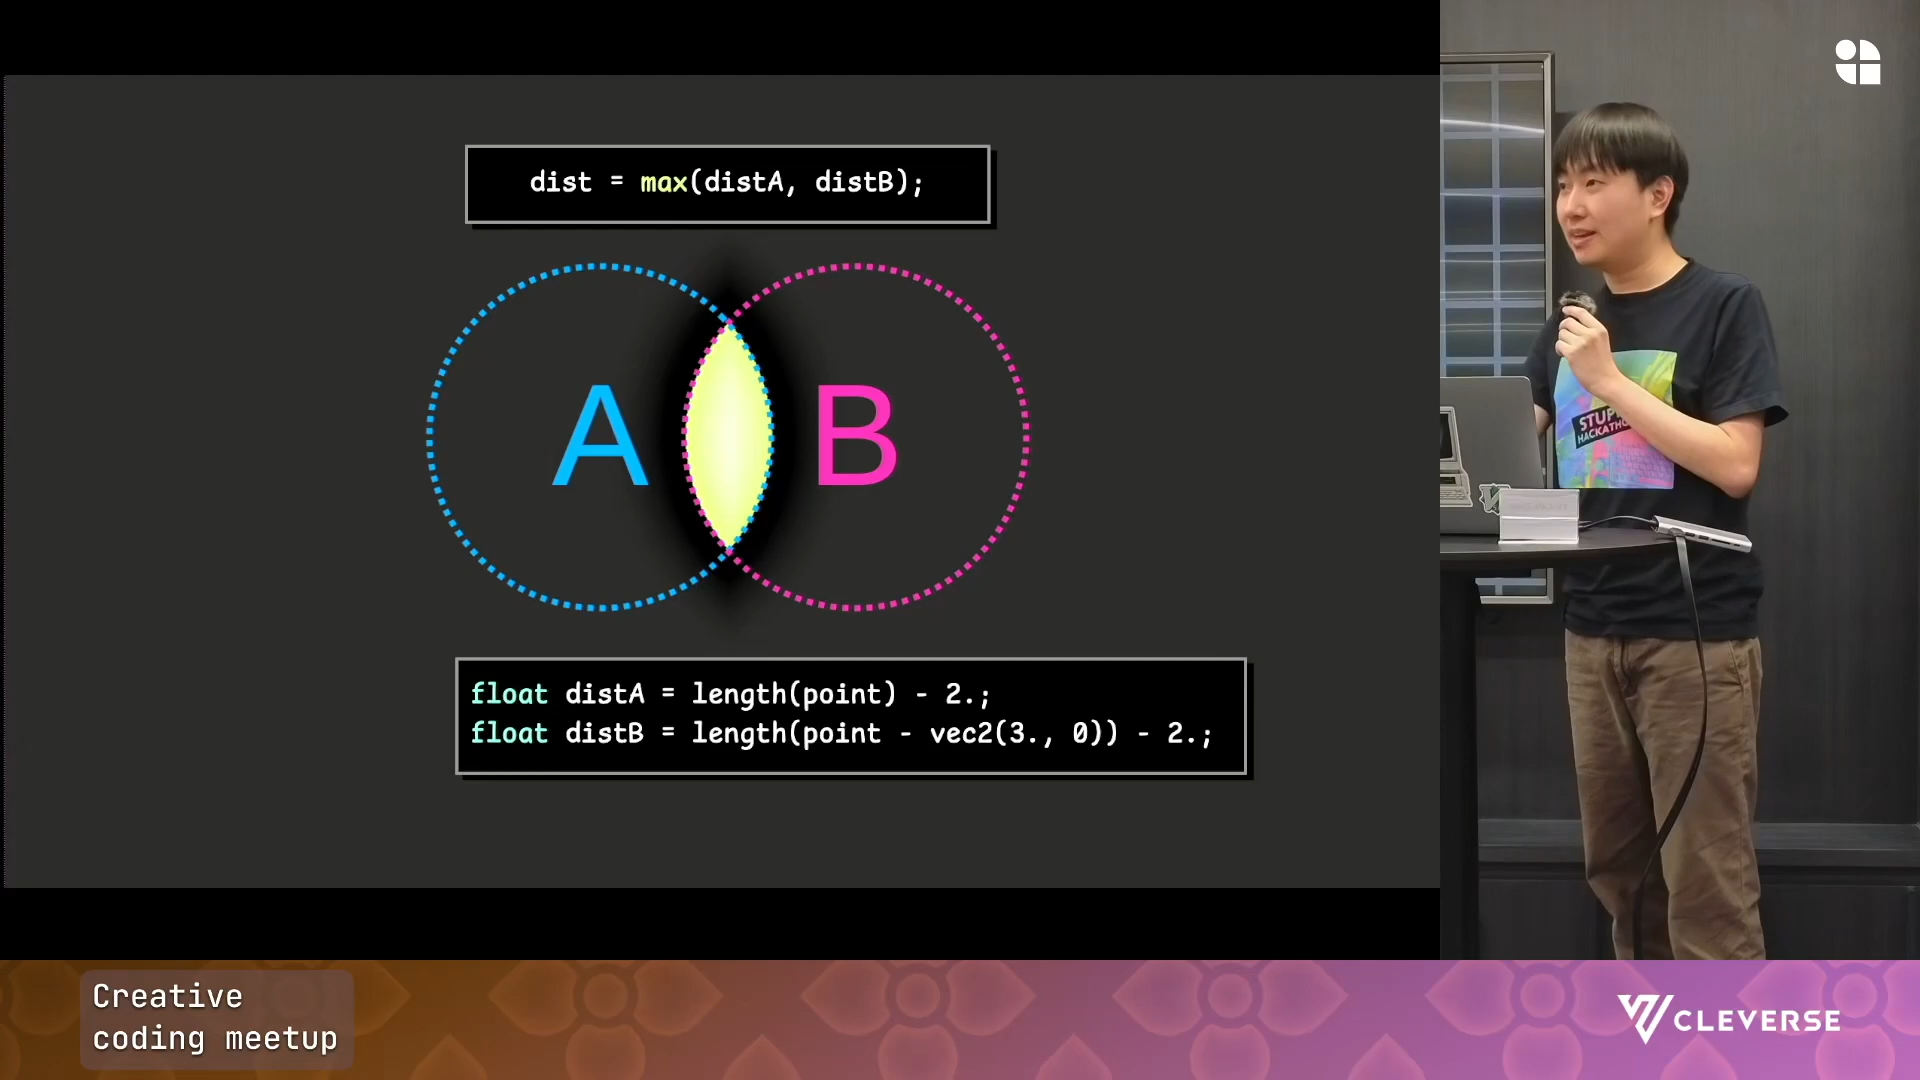 dist = max(distA, distB);
A
B
float distA = length(point) - 2.;
float distB = length(point - vec2(3., 0)) - 2.;
HACKATHON
Creative
coding meetup
CLEVERSE